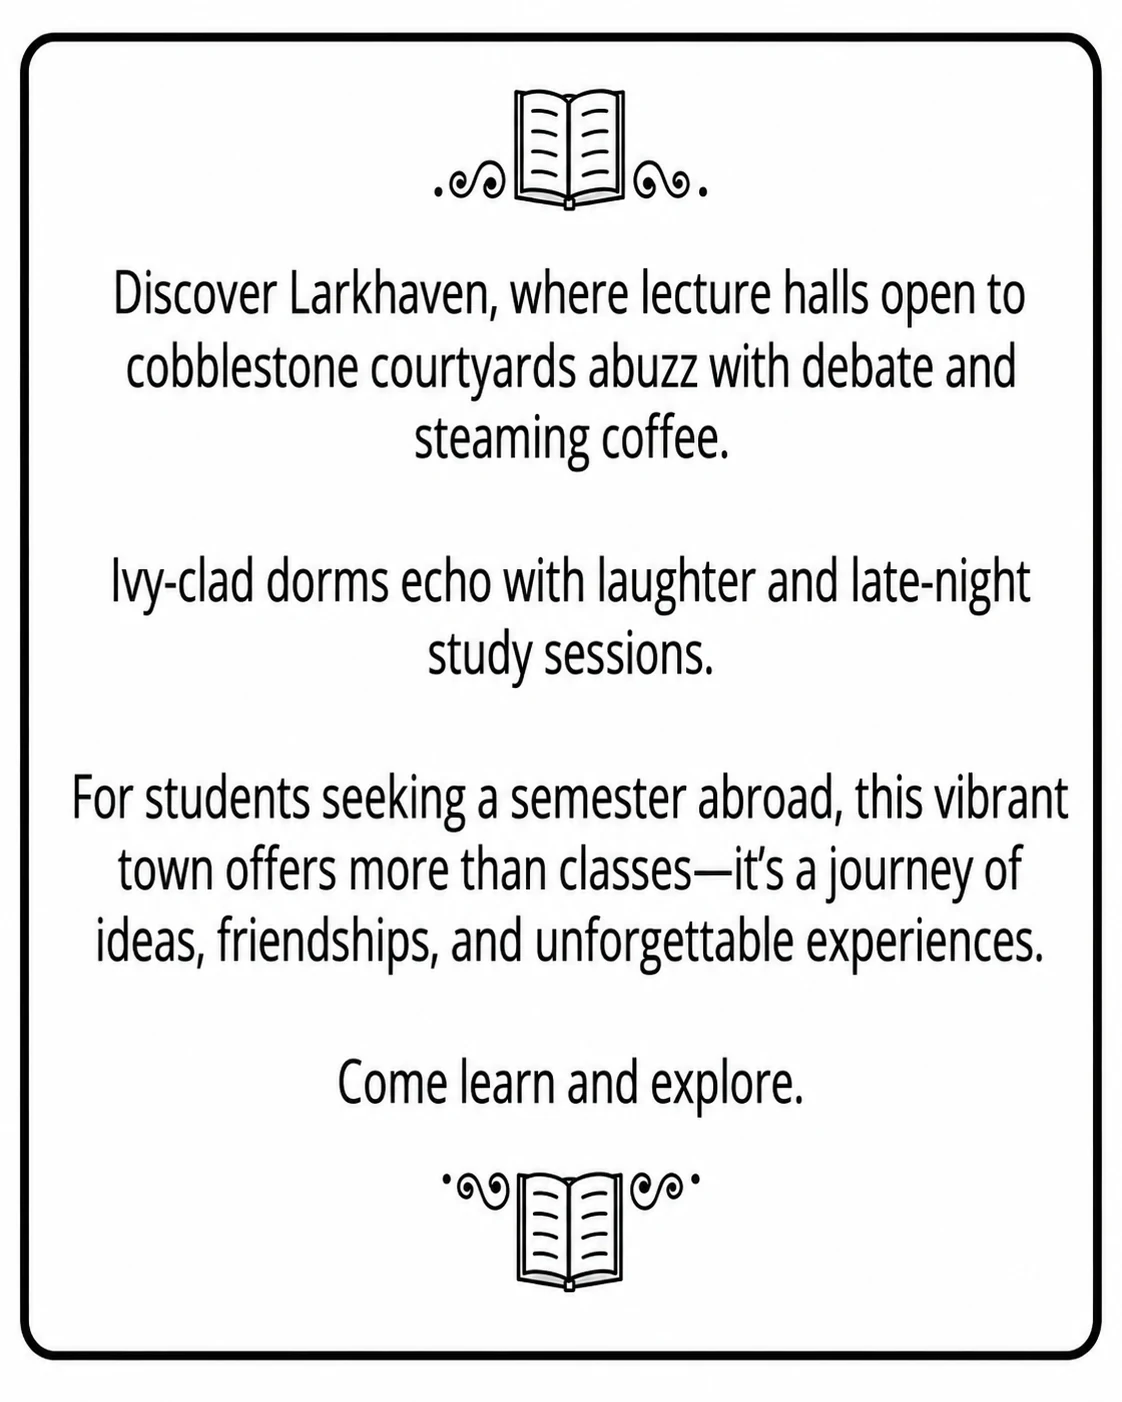 Discover Larkhaven, where lecture halls open to
cobblestone courtyards abuzz with debate and
steaming coffee.
Ivy-clad dorms echo with laughter and late-night
study sessions.
For students seeking a semester abroad, this vibrant
town offers more than classes—it’s a journey of
ideas, friendships, and unforgettable experiences.
Come learn and explore.